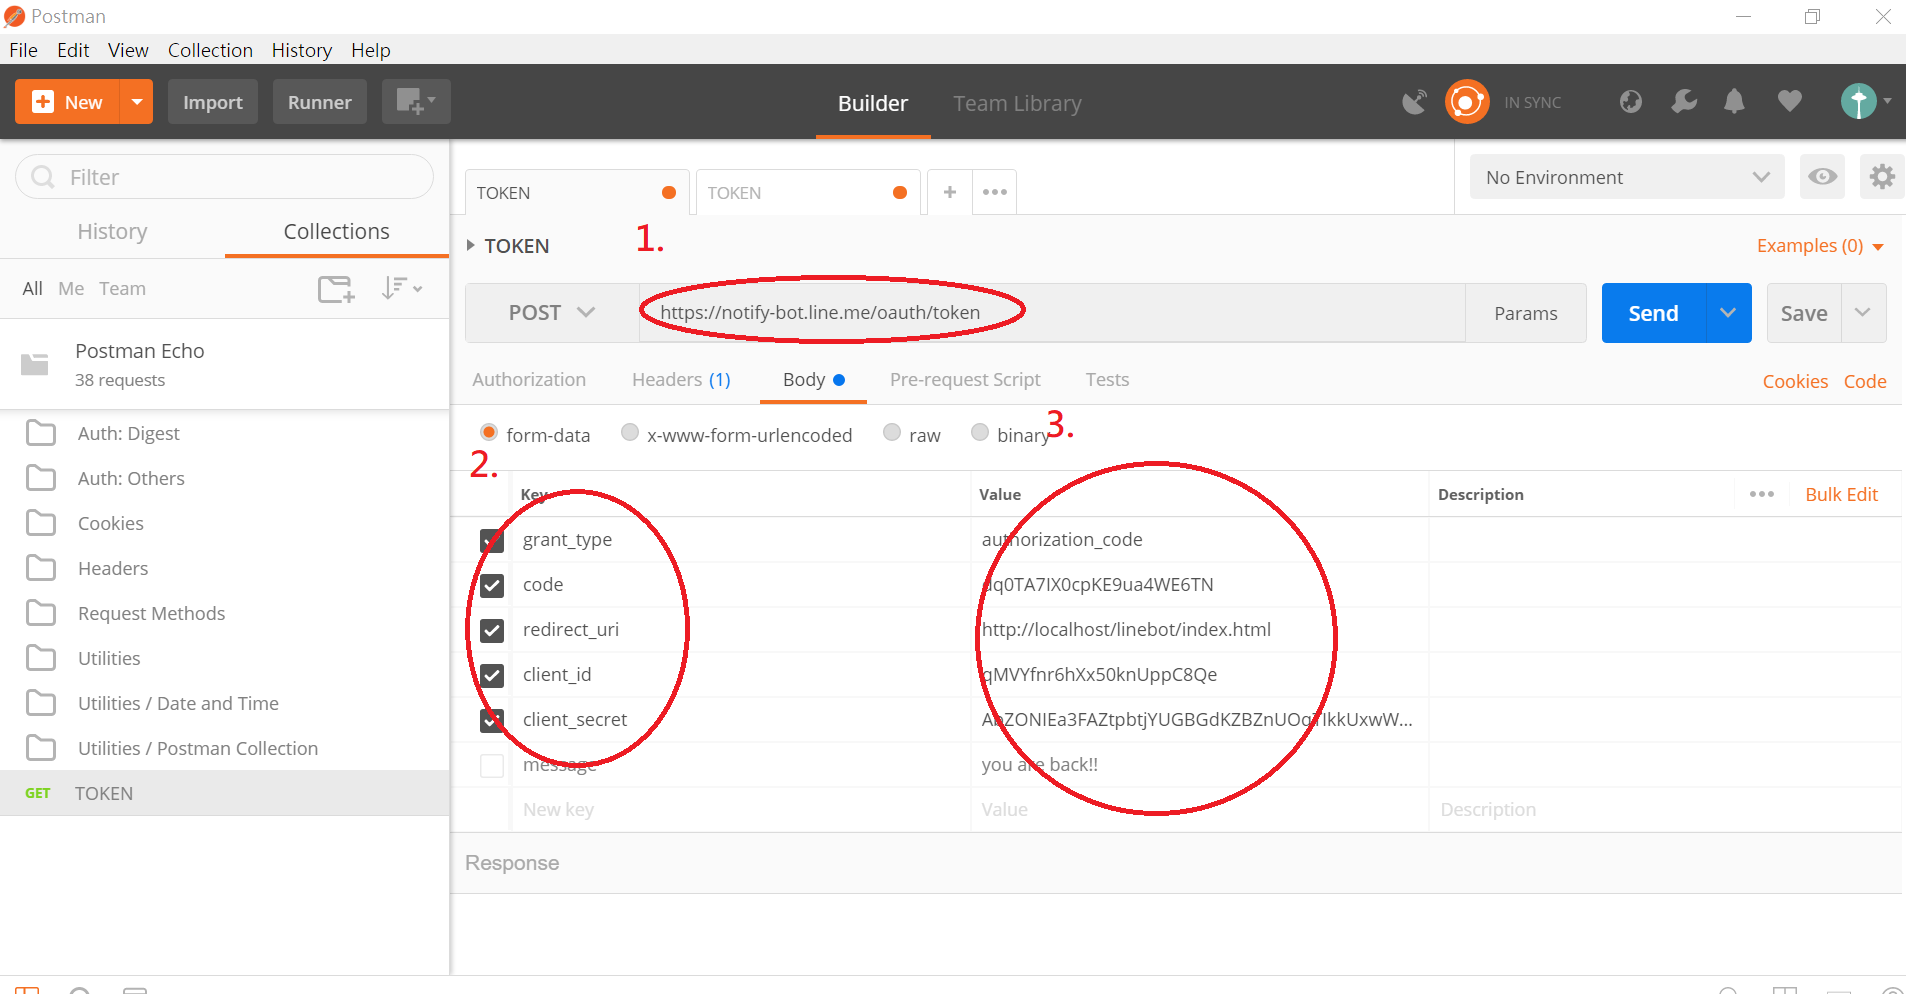 Postman
File Edit View Collection History Help
New Import Runner Builder Team Library IN SYNC
Filter
History Collections
All Me Team
Postman Echo
38 requests
Auth: Digest
Auth: Others
Cookies
Headers
Request Methods
Utilities
Utilities / Date and Time
Utilities / Postman Collection
GET TOKEN
TOKEN TOKEN + No Environment
TOKEN 1. Examples (0)
POST https://notify-bot.line.me/oauth/token Params Send Save
Authorization Headers (1) Body Pre-request Script Tests Cookies Code
form-data x-www-form-urlencoded raw binary 3.
2.
Key Value Description Bulk Edit
grant_type authorization_code
code dq0TA7IX0cpKE9ua4WE6TN
redirect_uri http://localhost/linebot/index.html
client_id qMVYfnr6hXx50knUppC8Qe
client_secret
message you are back!!
New key Value Description
Response